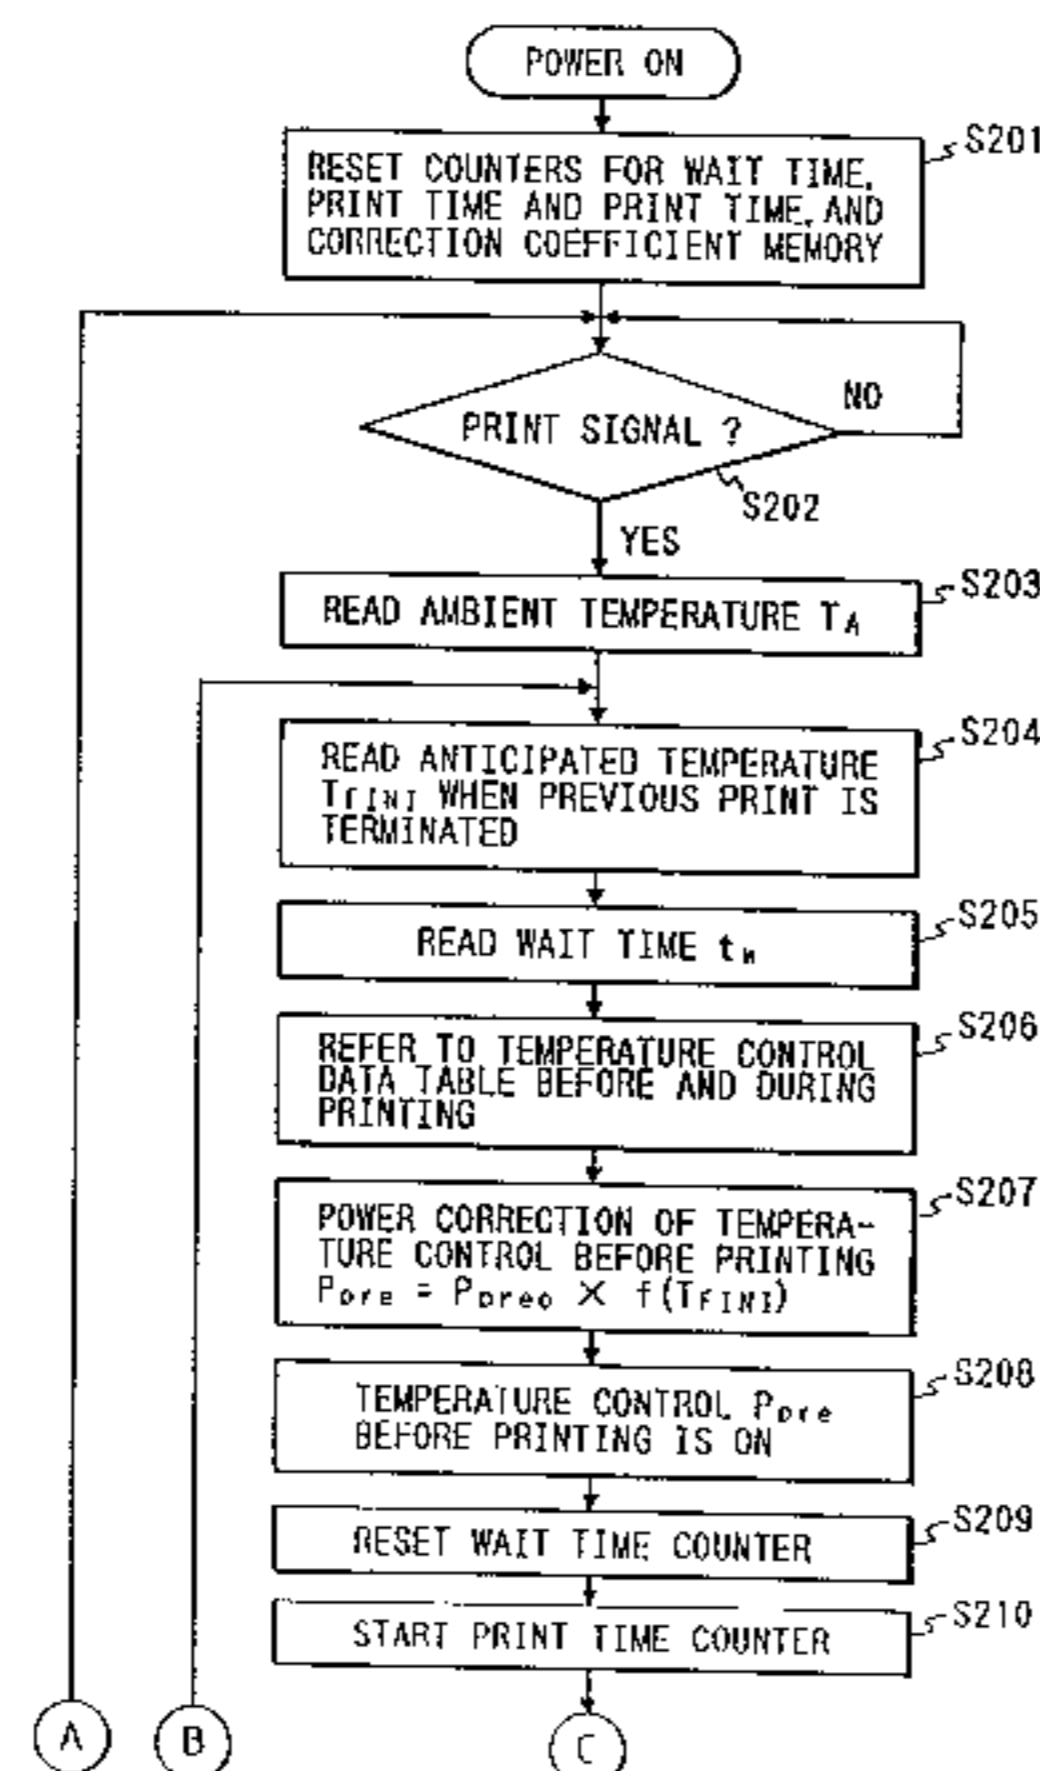 POWER ON
S201
RESET COUNTERS FOR WAIT TIME,
PRINT TIME AND PRINT TIME, AND
CORRECTION COEFFICIENT MEMORY
NO
PRINT SIGNAL ?
S202
YES
S203
READ AMBIENT TEMPERATURE TA
S204
READ ANTICIPATED TEMPERATURE
TFINI WHEN PREVIOUS PRINT IS
TERMINATED
S205
READ WAIT TIME tW
S206
REFER TO TEMPERATURE CONTROL
DATA TABLE BEFORE AND DURING
PRINTING
S207
POWER CORRECTION OF TEMPERA-
TURE CONTROL BEFORE PRINTING
Ppre = Ppreo × f(TFINI)
S208
TEMPERATURE CONTROL Ppre
BEFORE PRINTING IS ON
S209
RESET WAIT TIME COUNTER
S210
START PRINT TIME COUNTER
A B C